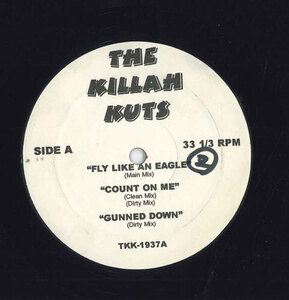 THE
KILLAH
KUTS
SIDE A
33 1/3 RPM
"FLY LIKE AN EAGLE"
(Main Mix)
2
"COUNT ON ME"
(Clean Mix)
(Dirty Mix)
"GUNNED DOWN"
(Dirty Mix)
TKK-1937A